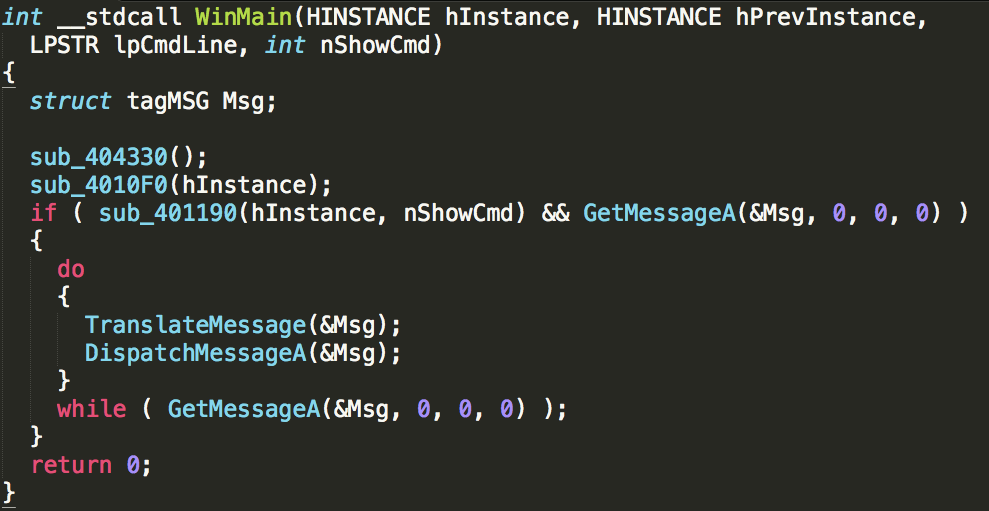 int __stdcall WinMain(HINSTANCE hInstance, HINSTANCE hPrevInstance,
  LPSTR lpCmdLine, int nShowCmd)
{
  struct tagMSG Msg;

  sub_404330();
  sub_4010F0(hInstance);
  if ( sub_401190(hInstance, nShowCmd) && GetMessageA(&Msg, 0, 0, 0) )
  {
    do
    {
      TranslateMessage(&Msg);
      DispatchMessageA(&Msg);
    }
    while ( GetMessageA(&Msg, 0, 0, 0) );
  }
  return 0;
}